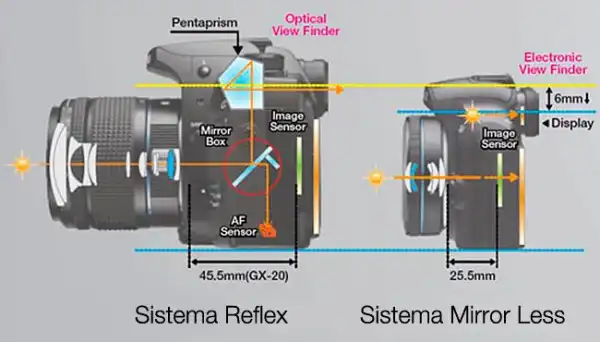 Pentaprism
Optical
View Finder
Electronic
View Finder
6mm↓
Display
Image
Sensor
Mirror
Box
Image
Sensor
AF
Sensor
45.5mm(GX-20)
25.5mm
Sistema Reflex
Sistema Mirror Less